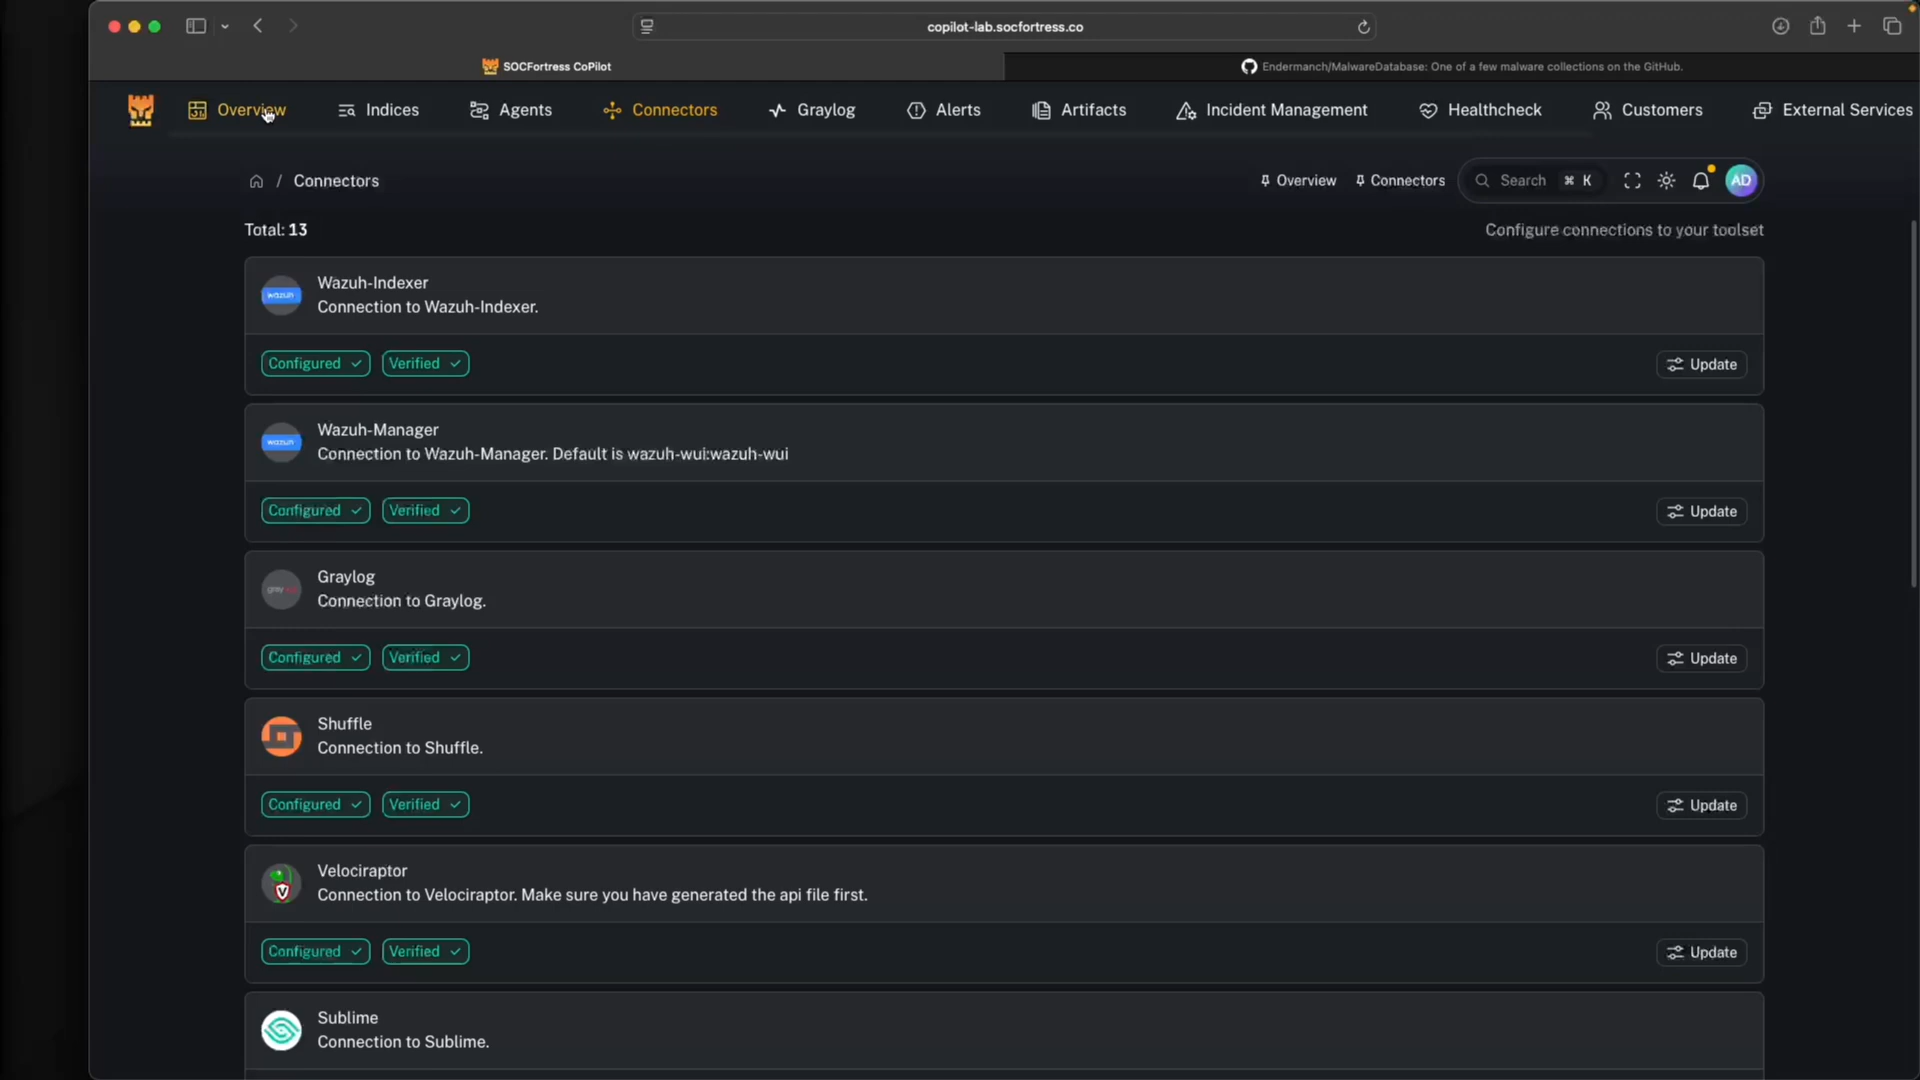 copilot-lab.socfortress.co
SOCFortress CoPilot
Endermanch/MalwareDatabase: One of a few malware collections on the GitHub.
Overview
Indices
Agents
Connectors
Graylog
Alerts
Artifacts
Incident Management
Healthcheck
Customers
External Services
/ Connectors
Overview
Connectors
Search ⌘ K
AD
Total: 13
Configure connections to your toolset
wazuh
Wazuh-Indexer
Connection to Wazuh-Indexer.
Configured
Verified
Update
wazuh
Wazuh-Manager
Connection to Wazuh-Manager. Default is wazuh-wui:wazuh-wui
Configured
Verified
Update
Graylog
Connection to Graylog.
Configured
Verified
Update
Shuffle
Connection to Shuffle.
Configured
Verified
Update
Velociraptor
Connection to Velociraptor. Make sure you have generated the api file first.
Configured
Verified
Update
Sublime
Connection to Sublime.